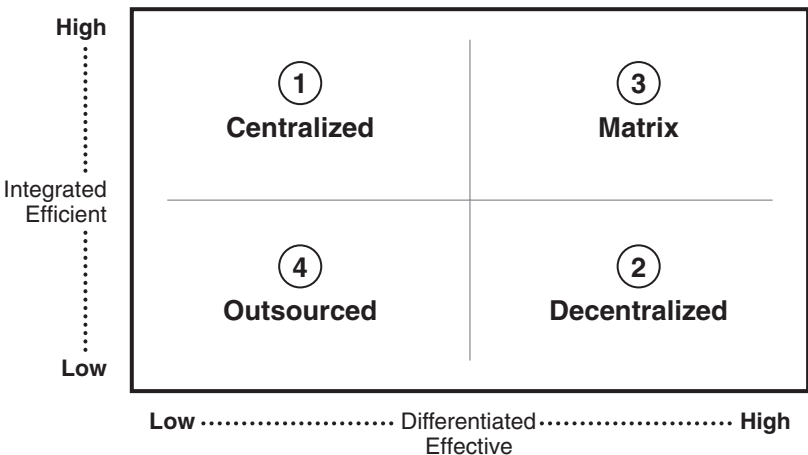 High
1
Centralized
3
Matrix
Integrated
Efficient
4
Outsourced
2
Decentralized
Low
Low Differentiated High
Effective